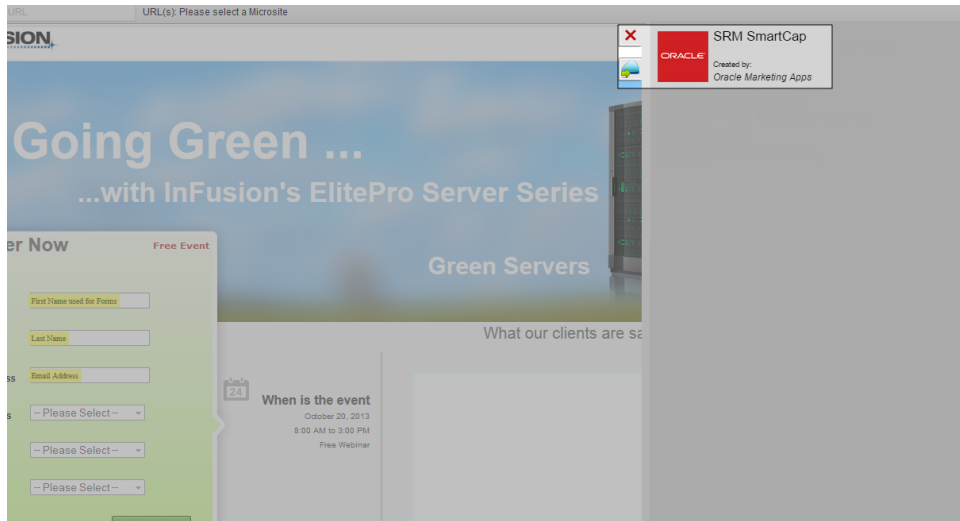 URL
URL(s): Please select a Microsite
SION
SRM SmartCap
ORACLE
Created by:
Oracle Marketing Apps
Going Green ...
...with InFusion's ElitePro Server Series
Green Servers
er Now
Free Event
First Name used for Forms
Last Name
ss
Email Address
s
-- Please Select --
-- Please Select --
-- Please Select --
What our clients are sa
24
When is the event
October 20, 2013
8:00 AM to 3:00 PM
Free Webinar